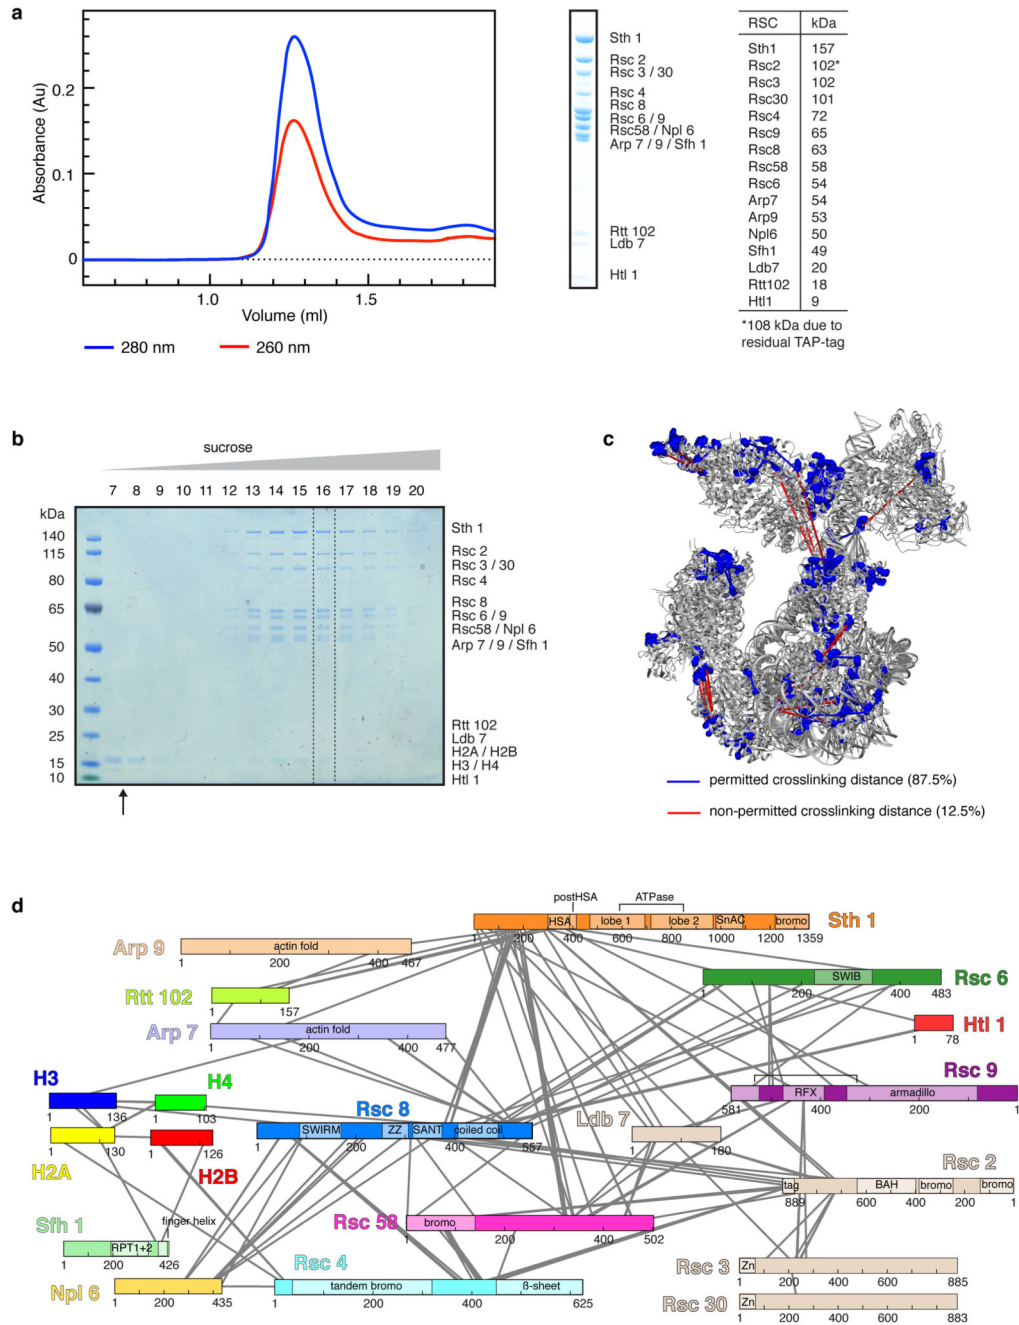 a
Absorbance (Au)
0.2
0.1
0
1.0 1.5
Volume (ml)
280 nm 260 nm
Sth 1
Rsc 2
Rsc 3 / 30
Rsc 4
Rsc 8
Rsc 6 / 9
Rsc58 / Npl 6
Arp 7 / 9 / Sfh 1
Rtt 102
Ldb 7
Htl 1
RSC kDa
Sth1 157
Rsc2 102*
Rsc3 102
Rsc30 101
Rsc4 72
Rsc9 65
Rsc8 63
Rsc58 58
Rsc6 54
Arp7 54
Arp9 53
Npl6 50
Sfh1 49
Ldb7 20
Rtt102 18
Htl1 9
*108 kDa due to
residual TAP-tag
b
sucrose
7 8 9 10 11 12 13 14 15 16 17 18 19 20
kDa
140
115
80
65
50
40
30
25
15
10
Sth 1
Rsc 2
Rsc 3 / 30
Rsc 4
Rsc 8
Rsc 6 / 9
Rsc58 / Npl 6
Arp 7 / 9 / Sfh 1
Rtt 102
Ldb 7
H2A / H2B
H3 / H4
Htl 1
c
permitted crosslinking distance (87.5%)
non-permitted crosslinking distance (12.5%)
d
postHSA ATPase
HSA lobe 1 lobe 2 SnAC bromo
Sth 1
1 200 400 600 800 1000 1200 1359
Arp 9
actin fold
1 200 400 467
SWIB
Rsc 6
1 200 400 483
Rtt 102
1 157
Htl 1
1 78
Arp 7
actin fold
1 200 400 477
H3
1 136
H4
1 103
Rsc 9
RFX armadillo
581 400 200 1
Rsc 8
SWIRM ZZ SANT coiled coil
1 200 400 557
Ldb 7
1 180
H2A
1 130
H2B
1 126
Rsc 2
tag BAH bromo bromo
889 600 400 200 1
Sfh 1
finger helix
RPT1+2
1 200 426
Rsc 58
bromo
1 200 400 502
Rsc 3
Zn
1 200 400 600 885
Npl 6
1 200 435
Rsc 4
tandem bromo ß-sheet
1 200 400 625
Rsc 30
Zn
1 200 400 600 883